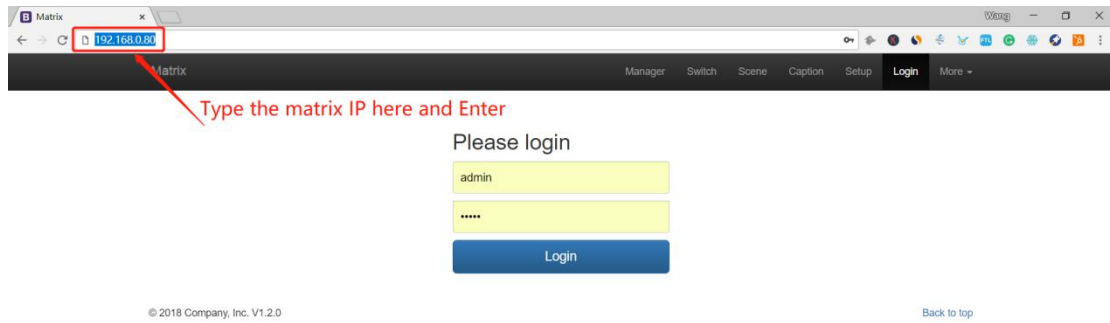 Matrix
Wang
192.168.0.80
Matrix Manager Switch Scene Caption Setup Login More
Type the matrix IP here and Enter
Please login
admin
•••••
Login
© 2018 Company, Inc. V1.2.0 Back to top